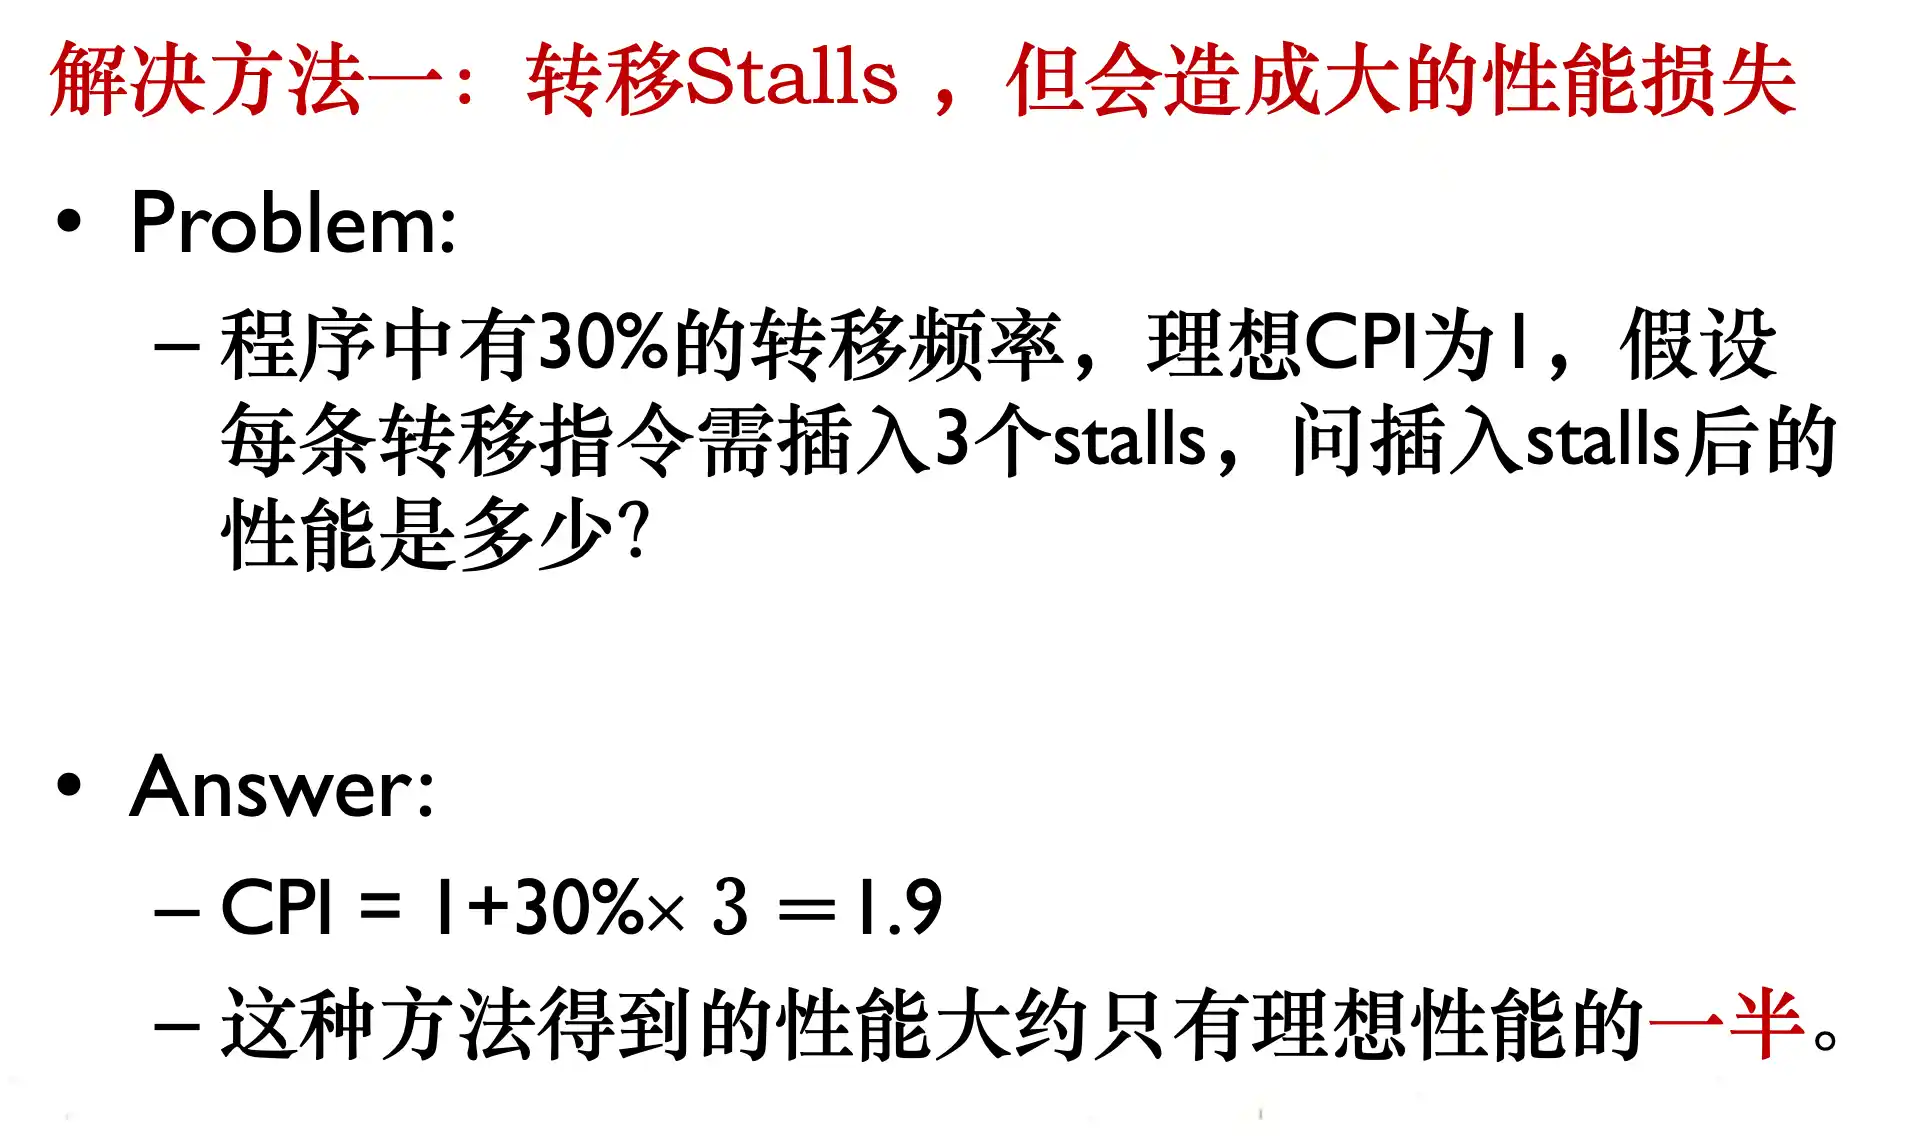 解决方法一：转移Stalls ，但会造成大的性能损失
• Problem:
– 程序中有30%的转移频率，理想CPI为1，假设
每条转移指令需插入3个stalls，问插入stalls后的
性能是多少？
• Answer:
– CPI = 1+30%× 3 =1.9
– 这种方法得到的性能大约只有理想性能的一半。